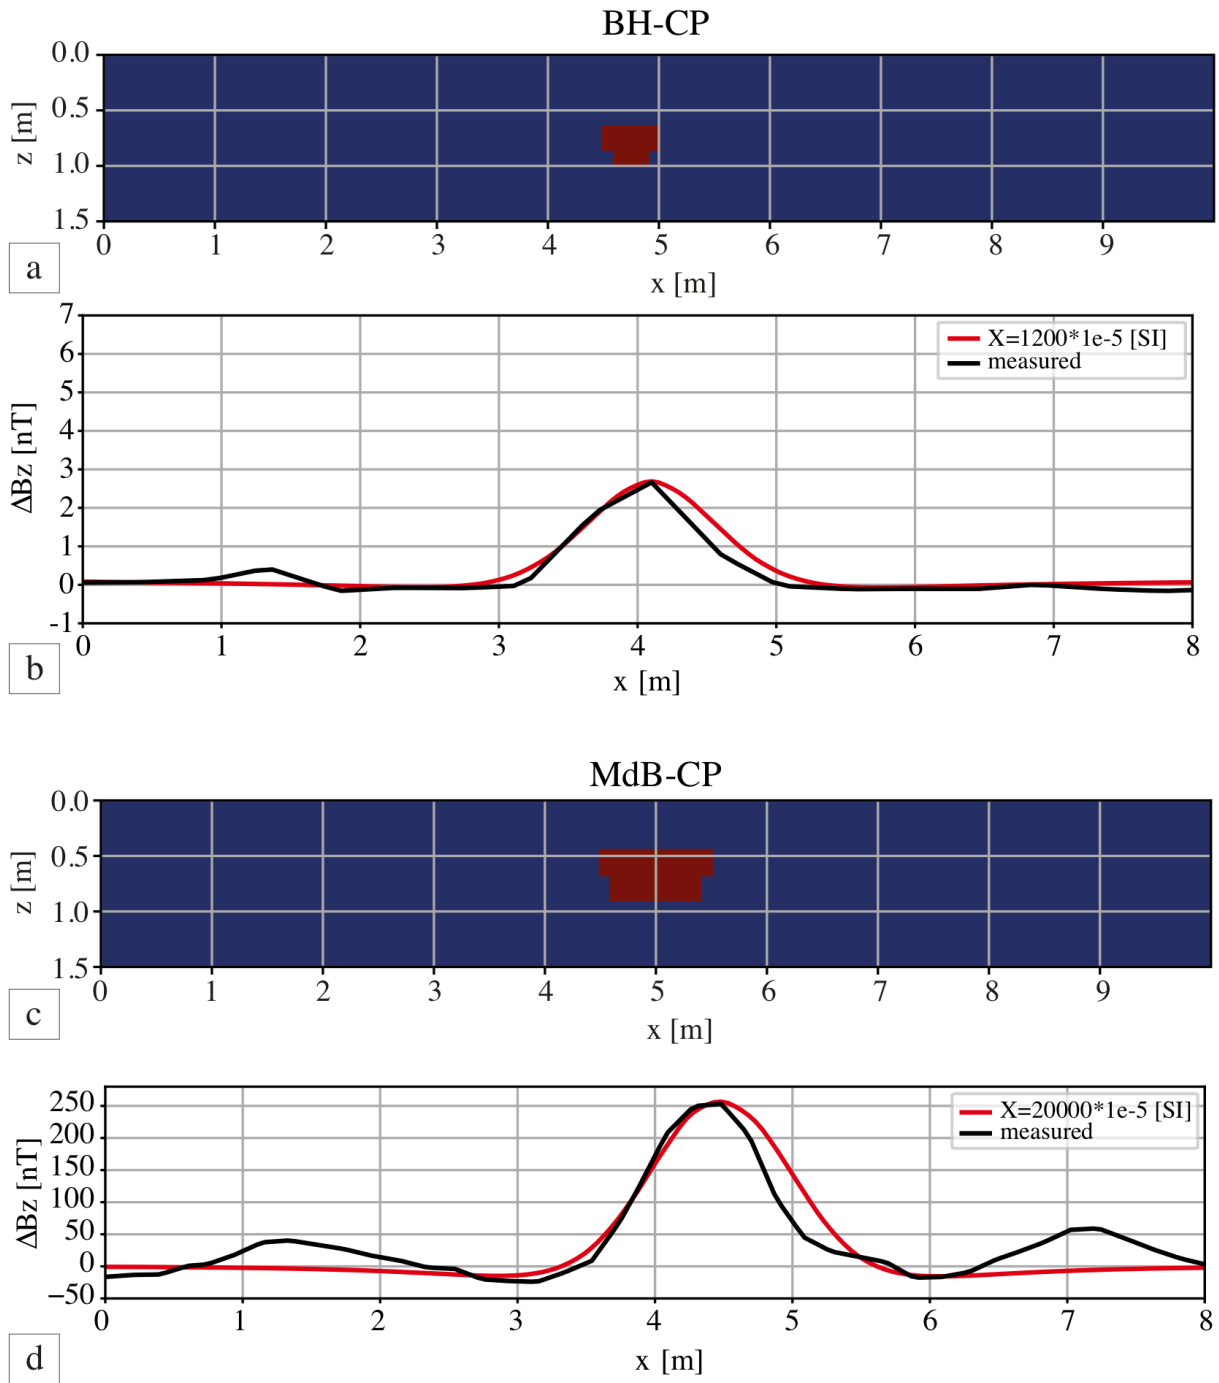 BH-CP
0.0
0.5
1.0
1.5
z [m]
0 1 2 3 4 5 6 7 8 9
x [m]
a
7
6
5
4
3
2
1
0
-1
ΔBz [nT]
X=1200*1e-5 [SI]
measured
0 1 2 3 4 5 6 7 8
x [m]
b
MdB-CP
0.0
0.5
1.0
1.5
z [m]
0 1 2 3 4 5 6 7 8 9
x [m]
c
250
200
150
100
50
0
−50
ΔBz [nT]
X=20000*1e-5 [SI]
measured
0 1 2 3 4 5 6 7 8
x [m]
d